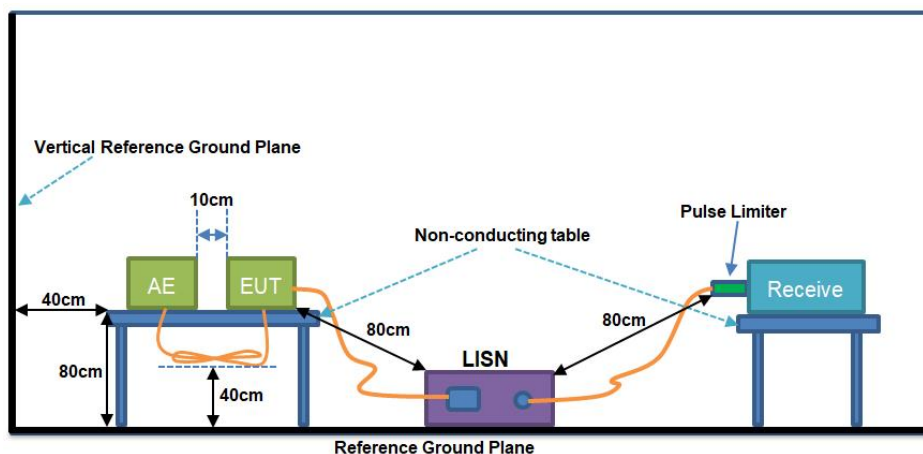 Vertical Reference Ground Plane
10cm
Non-conducting table
Pulse Limiter
AE
EUT
Receive
40cm
80cm
80cm
LISN
80cm
40cm
Reference Ground Plane